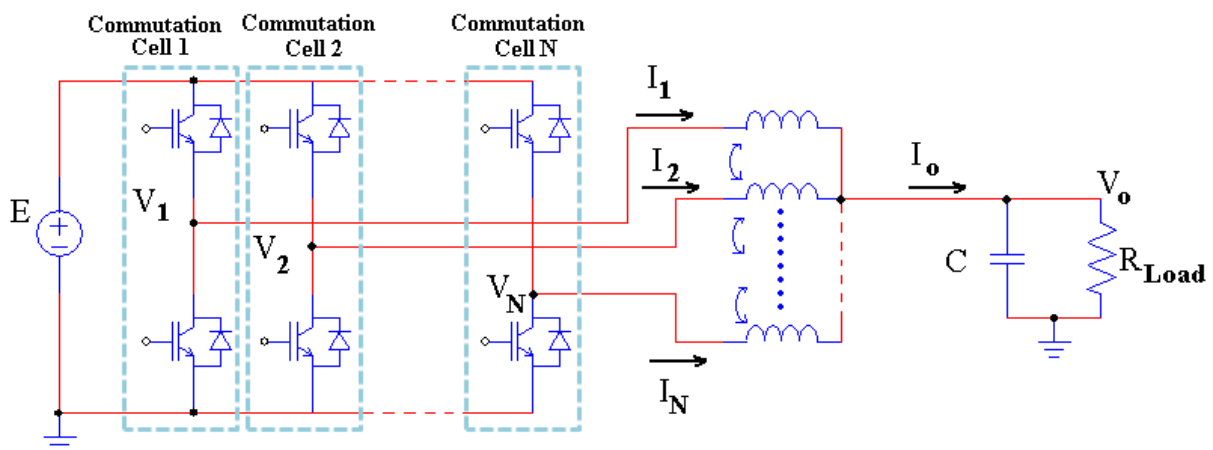 Commutation
Cell 1
Commutation
Cell 2
Commutation
Cell N
E
V1
V2
VN
I1
I2
IN
Io
Vo
C
RLoad